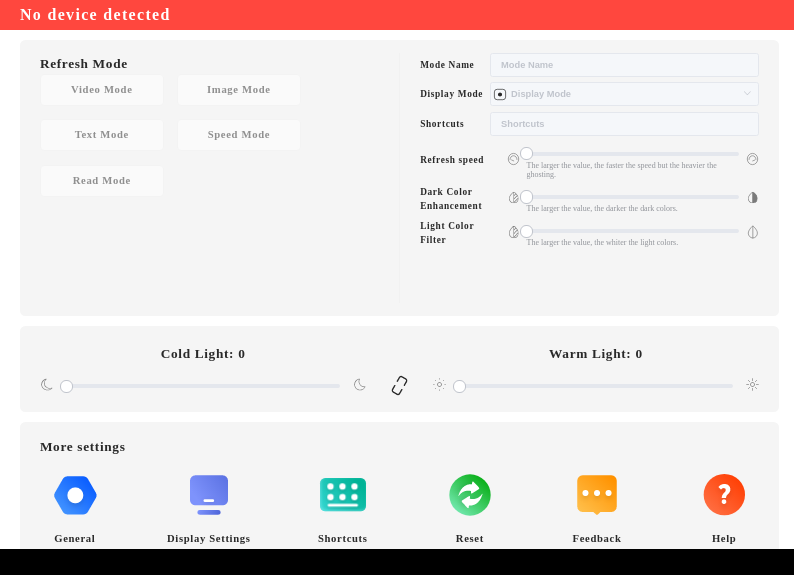 No device detected
Refresh Mode
Video Mode
Image Mode
Text Mode
Speed Mode
Read Mode
Mode Name
Mode Name
Display Mode
Display Mode
Shortcuts
Shortcuts
Refresh speed
The larger the value, the faster the speed but the heavier the
ghosting.
Dark Color
Enhancement
The larger the value, the darker the dark colors.
Light Color
Filter
The larger the value, the whiter the light colors.
Cold Light: 0
Warm Light: 0
More settings
General
Display Settings
Shortcuts
Reset
Feedback
Help